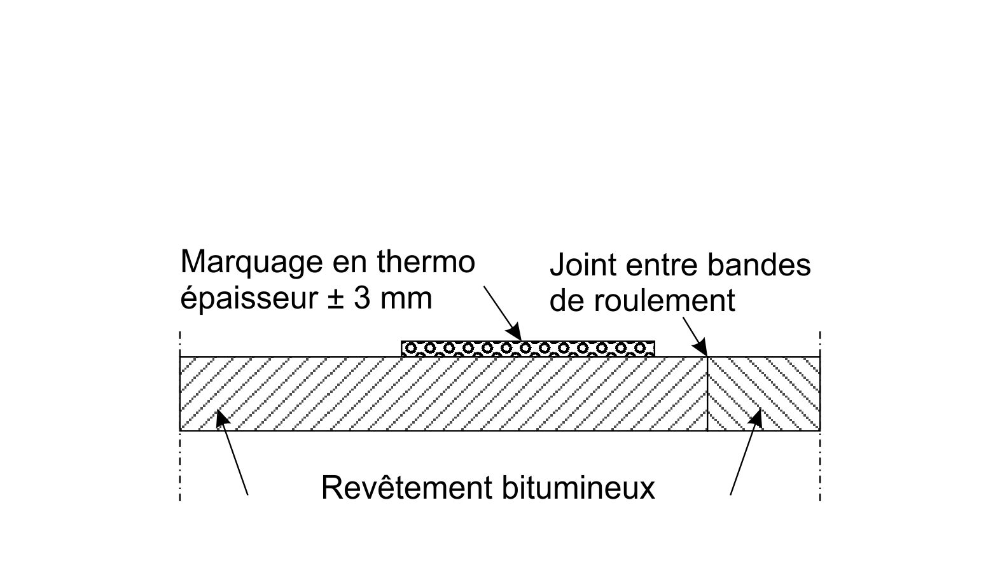 Marquage en thermo
épaisseur ± 3 mm
Joint entre bandes
de roulement
Revêtement bitumineux